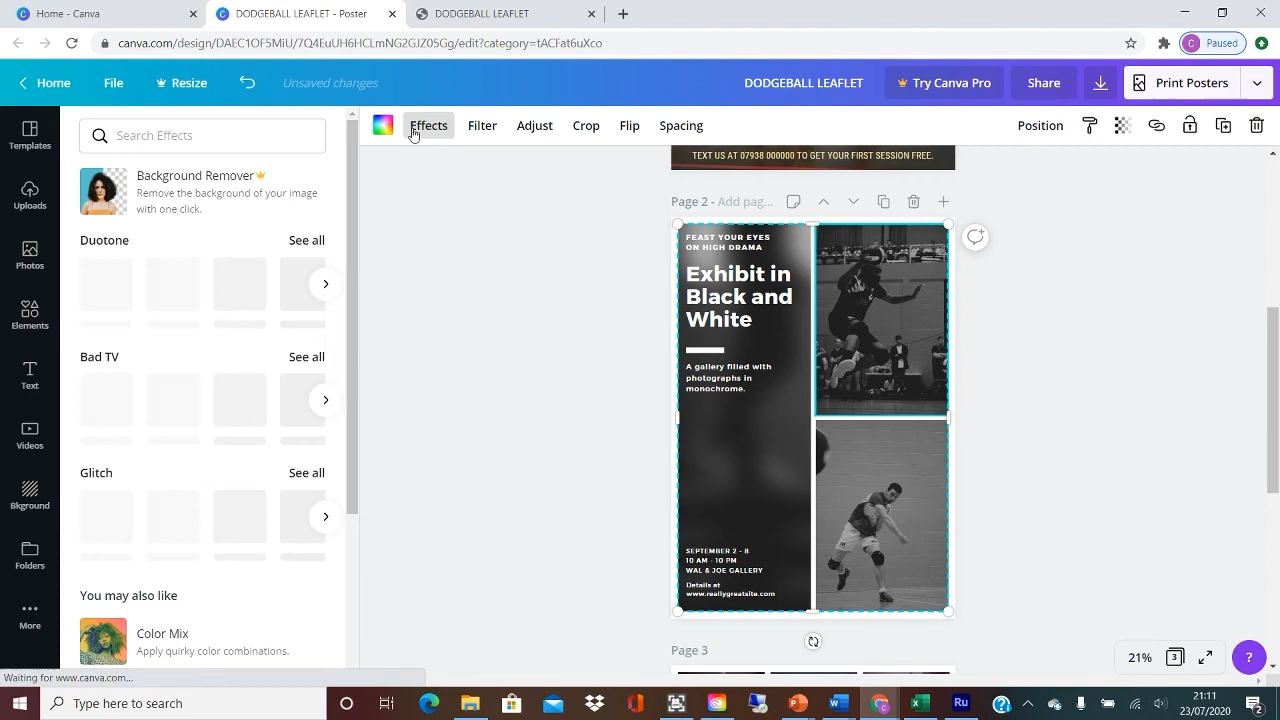 Home - Canva
DODGEBALL LEAFLET - Poster
DODGEBALL LEAFLET
canva.com/design/DAEC1OF5MiU/7Q4EuUH6HCLmNG2GJZ05Gg/edit?category=tACFat6uXco
C Paused
Home
File
Resize
Unsaved changes
DODGEBALL LEAFLET
Try Canva Pro
Share
Print Posters
Templates
Uploads
Photos
Elements
Text
Videos
Bkground
Folders
More
Search Effects
Background Remover
Remove the background of your image
with one click.
Duotone
See all
Bad TV
See all
Glitch
See all
You may also like
Color Mix
Apply quirky color combinations.
Effects
Filter
Adjust
Crop
Flip
Spacing
Position
TEXT US AT 07938 000000 TO GET YOUR FIRST SESSION FREE.
Page 2 - Add pag...
FEAST YOUR EYES
ON HIGH DRAMA
Exhibit in
Black and
White
A gallery filled with
photographs in
monochrome.
SEPTEMBER 2 - 8
10 AM - 10 PM
WAL & JOE GALLERY
Details at
www.reallygreatsite.com
Page 3
21%
3
?
Waiting for www.canva.com...
Type here to search
21:11
23/07/2020